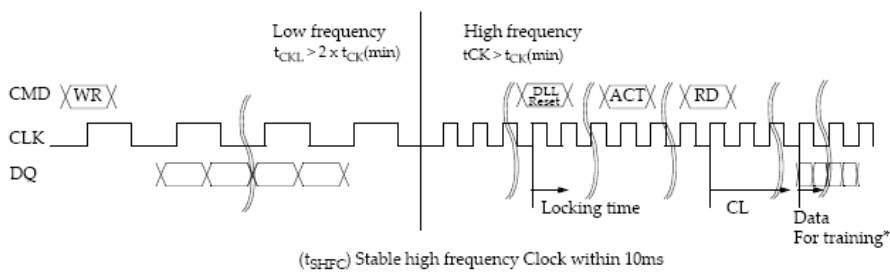 Low frequency
tCKL > 2 x tCK(min)
High frequency
tCK > tCK(min)
CMD WR DLL Reset ACT RD
CLK
DQ
Locking time
CL
Data
For training*
(tSHFC) Stable high frequency Clock within 10ms